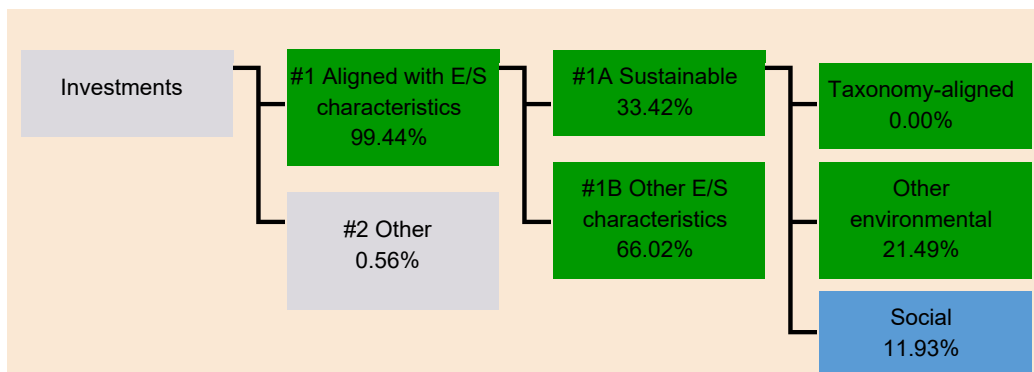 Investments
#1 Aligned with E/S
characteristics
99.44%
#2 Other
0.56%
#1A Sustainable
33.42%
#1B Other E/S
characteristics
66.02%
Taxonomy-aligned
0.00%
Other
environmental
21.49%
Social
11.93%